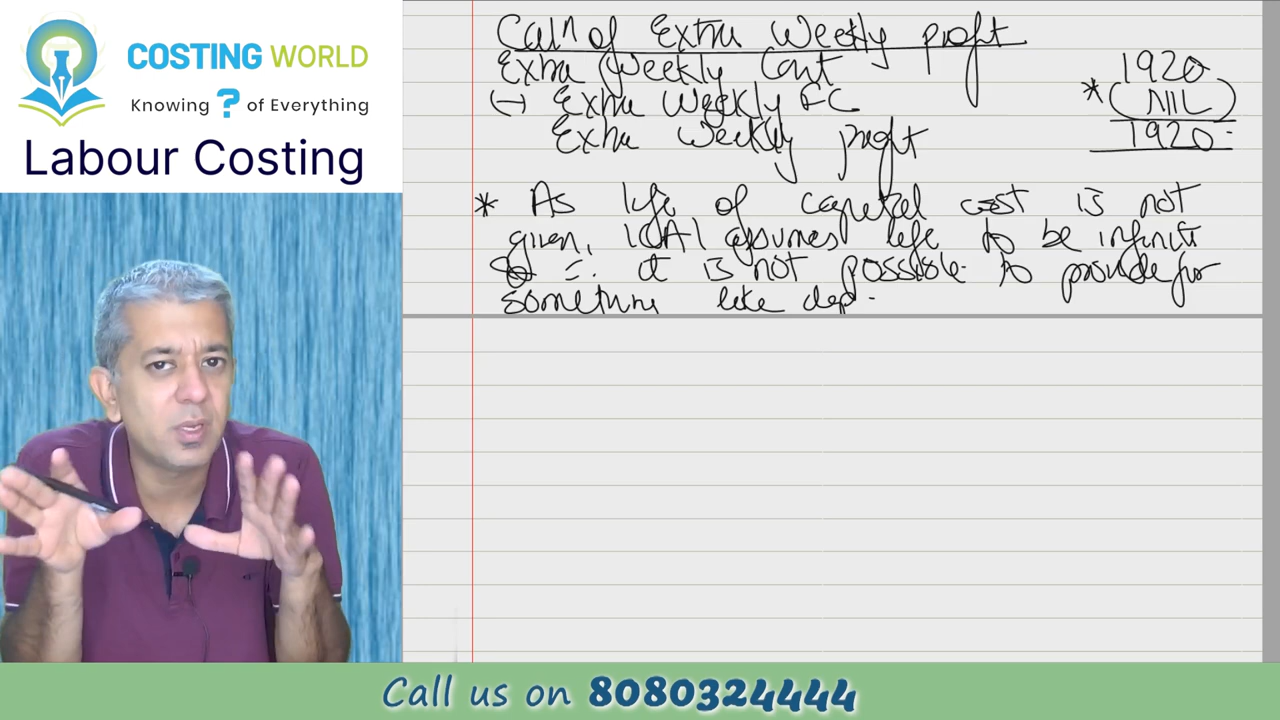 COSTING WORLD
Knowing ? of Everything
Labour Costing
Calⁿ of Extra Weekly profit
Extra Weekly Cont 1920
(-) Extra Weekly FC * (NIL)
Extra Weekly profit 1920
* As life of capital cost is not
given, ICAI assumes life to be infinite
∴ it is not possible to provide for
something like dep.
Call us on 8080324444